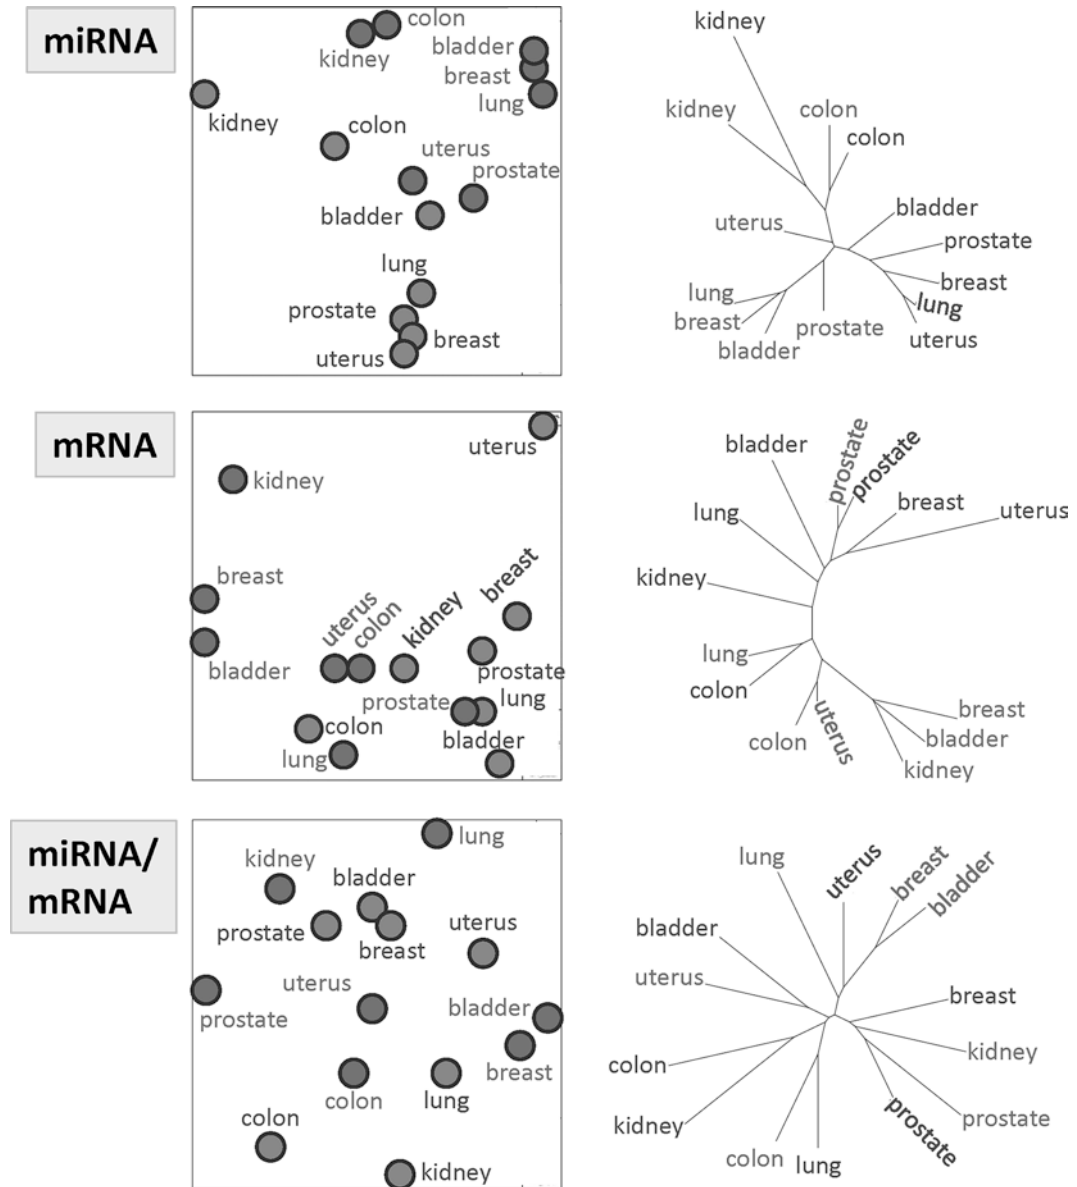 miRNA
colon
kidney
bladder
breast
lung
kidney
colon
uterus
prostate
bladder
lung
prostate
breast
uterus
kidney
kidney
colon
colon
uterus
bladder
prostate
lung
breast
breast
lung
prostate
bladder
uterus
mRNA
uterus
kidney
breast
bladder
uterus
colon
kidney
breast
prostate
prostate
lung
colon
bladder
lung
bladder
prostate
prostate
breast
uterus
lung
kidney
lung
colon
breast
uterus
bladder
colon
kidney
miRNA/
mRNA
lung
kidney
bladder
prostate
breast
uterus
uterus
prostate
bladder
breast
colon
lung
colon
kidney
lung
uterus
breast
bladder
bladder
uterus
breast
colon
kidney
kidney
prostate
prostate
colon
lung